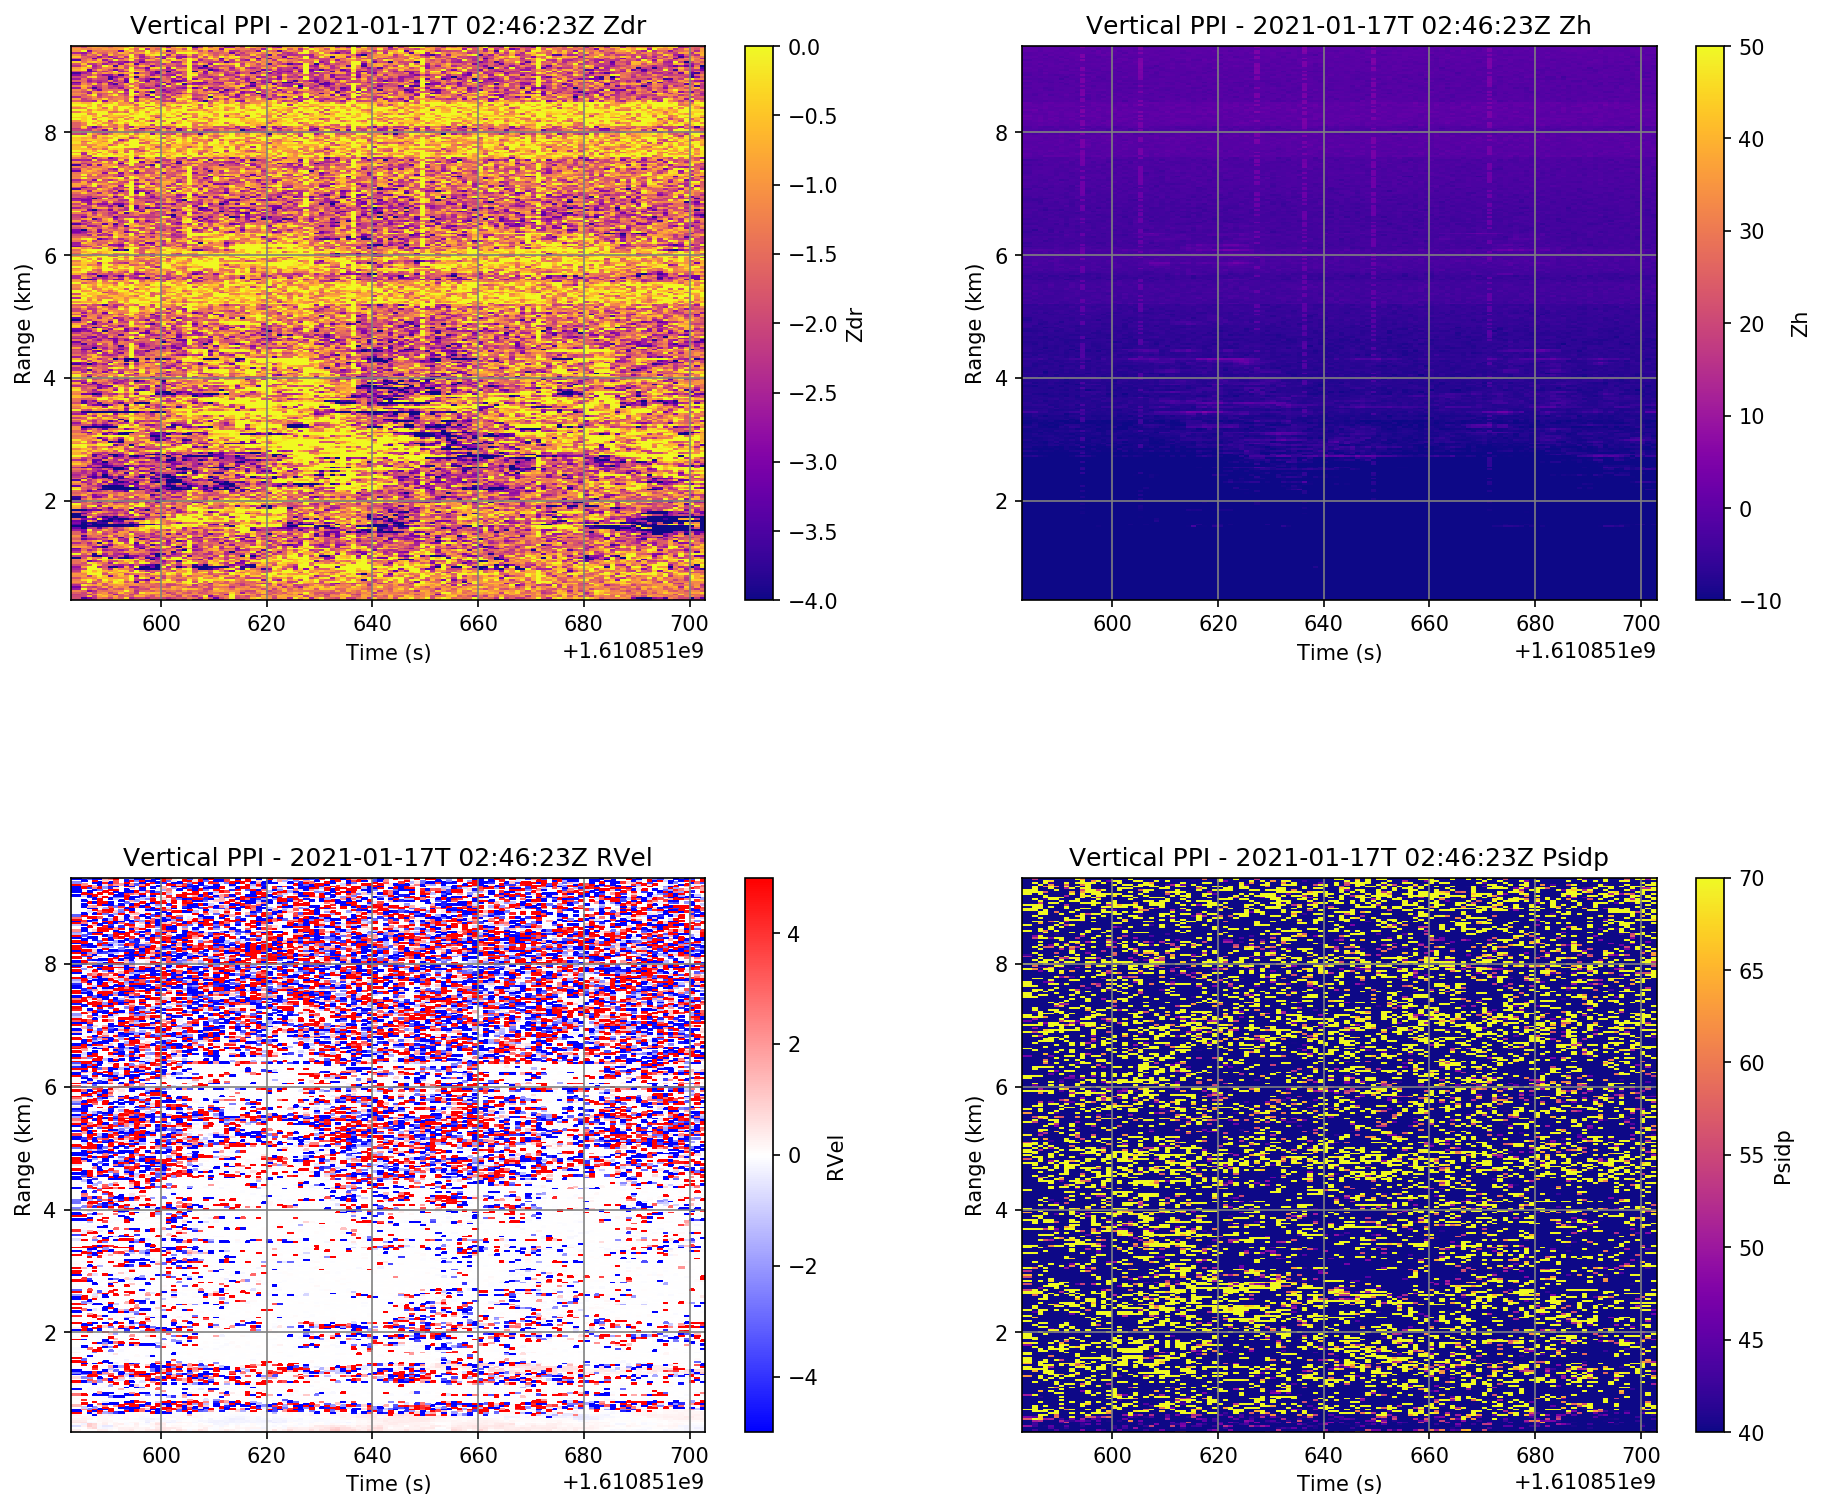 Vertical PPI - 2021-01-17T 02:46:23Z Zdr
Range (km)
8
6
4
2
600 620 640 660 680 700
Time (s)
+1.610851e9
0.0
−0.5
−1.0
−1.5
−2.0
−2.5
−3.0
−3.5
−4.0
Zdr
Vertical PPI - 2021-01-17T 02:46:23Z Zh
Range (km)
8
6
4
2
600 620 640 660 680 700
Time (s)
+1.610851e9
50
40
30
20
10
0
−10
Zh
Vertical PPI - 2021-01-17T 02:46:23Z RVel
Range (km)
8
6
4
2
600 620 640 660 680 700
Time (s)
+1.610851e9
4
2
0
−2
−4
RVel
Vertical PPI - 2021-01-17T 02:46:23Z Psidp
Range (km)
8
6
4
2
600 620 640 660 680 700
Time (s)
+1.610851e9
70
65
60
55
50
45
40
Psidp